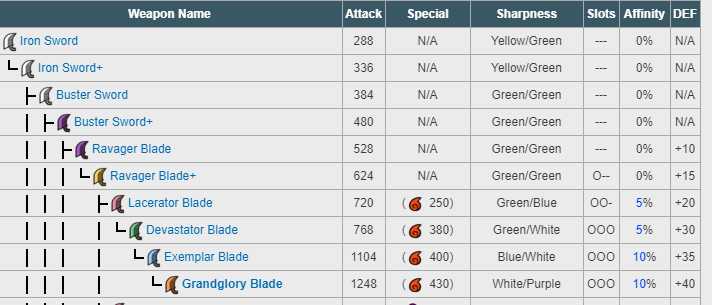 Weapon Name Attack Special Sharpness Slots Affinity DEF
Iron Sword 288 N/A Yellow/Green --- 0% N/A
Iron Sword+ 336 N/A Yellow/Green --- 0% N/A
Buster Sword 384 N/A Green/Green --- 0% N/A
Buster Sword+ 480 N/A Green/Green --- 0% N/A
Ravager Blade 528 N/A Green/Green --- 0% +10
Ravager Blade+ 624 N/A Green/Green O-- 0% +15
Lacerator Blade 720 ( 250) Green/Blue OO- 5% +20
Devastator Blade 768 ( 380) Green/White OOO 5% +30
Exemplar Blade 1104 ( 400) Blue/White OOO 10% +35
Grandglory Blade 1248 ( 430) White/Purple OOO 10% +40